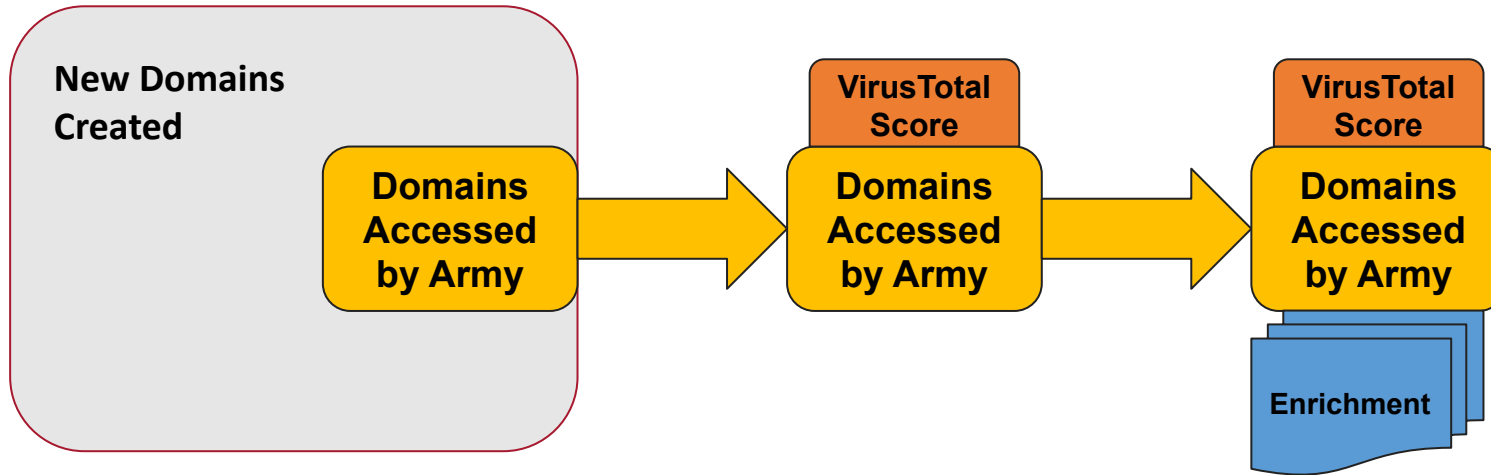 New Domains
Created
Domains
Accessed
by Army
VirusTotal
Score
Domains
Accessed
by Army
VirusTotal
Score
Domains
Accessed
by Army
Enrichment